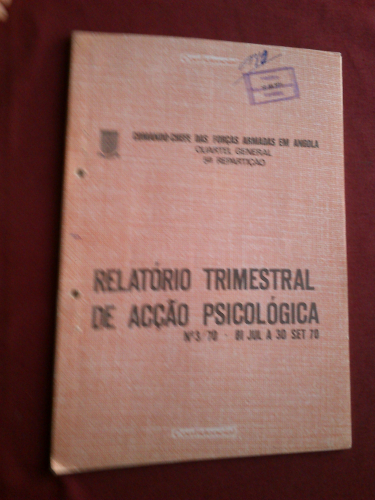 COMANDO-CHEFE DAS FORÇAS ARMADAS EM ANGOLA
QUARTEL GENERAL
5ª REPARTIÇÃO
RELATÓRIO TRIMESTRAL
DE ACÇÃO PSICOLÓGICA
Nº3/70 - 01 JUL A 30 SET 70